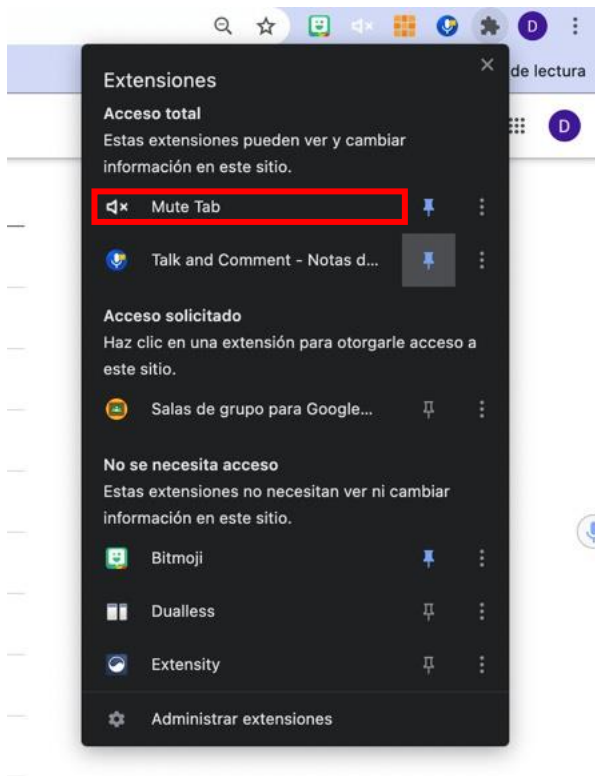 D
de lectura
Extensiones
Acceso total
Estas extensiones pueden ver y cambiar
información en este sitio.
D
Mute Tab
Talk and Comment - Notas d...
Acceso solicitado
Haz clic en una extensión para otorgarle acceso a
este sitio.
Salas de grupo para Google...
No se necesita acceso
Estas extensiones no necesitan ver ni cambiar
información en este sitio.
Bitmoji
Dualless
Extensity
Administrar extensiones